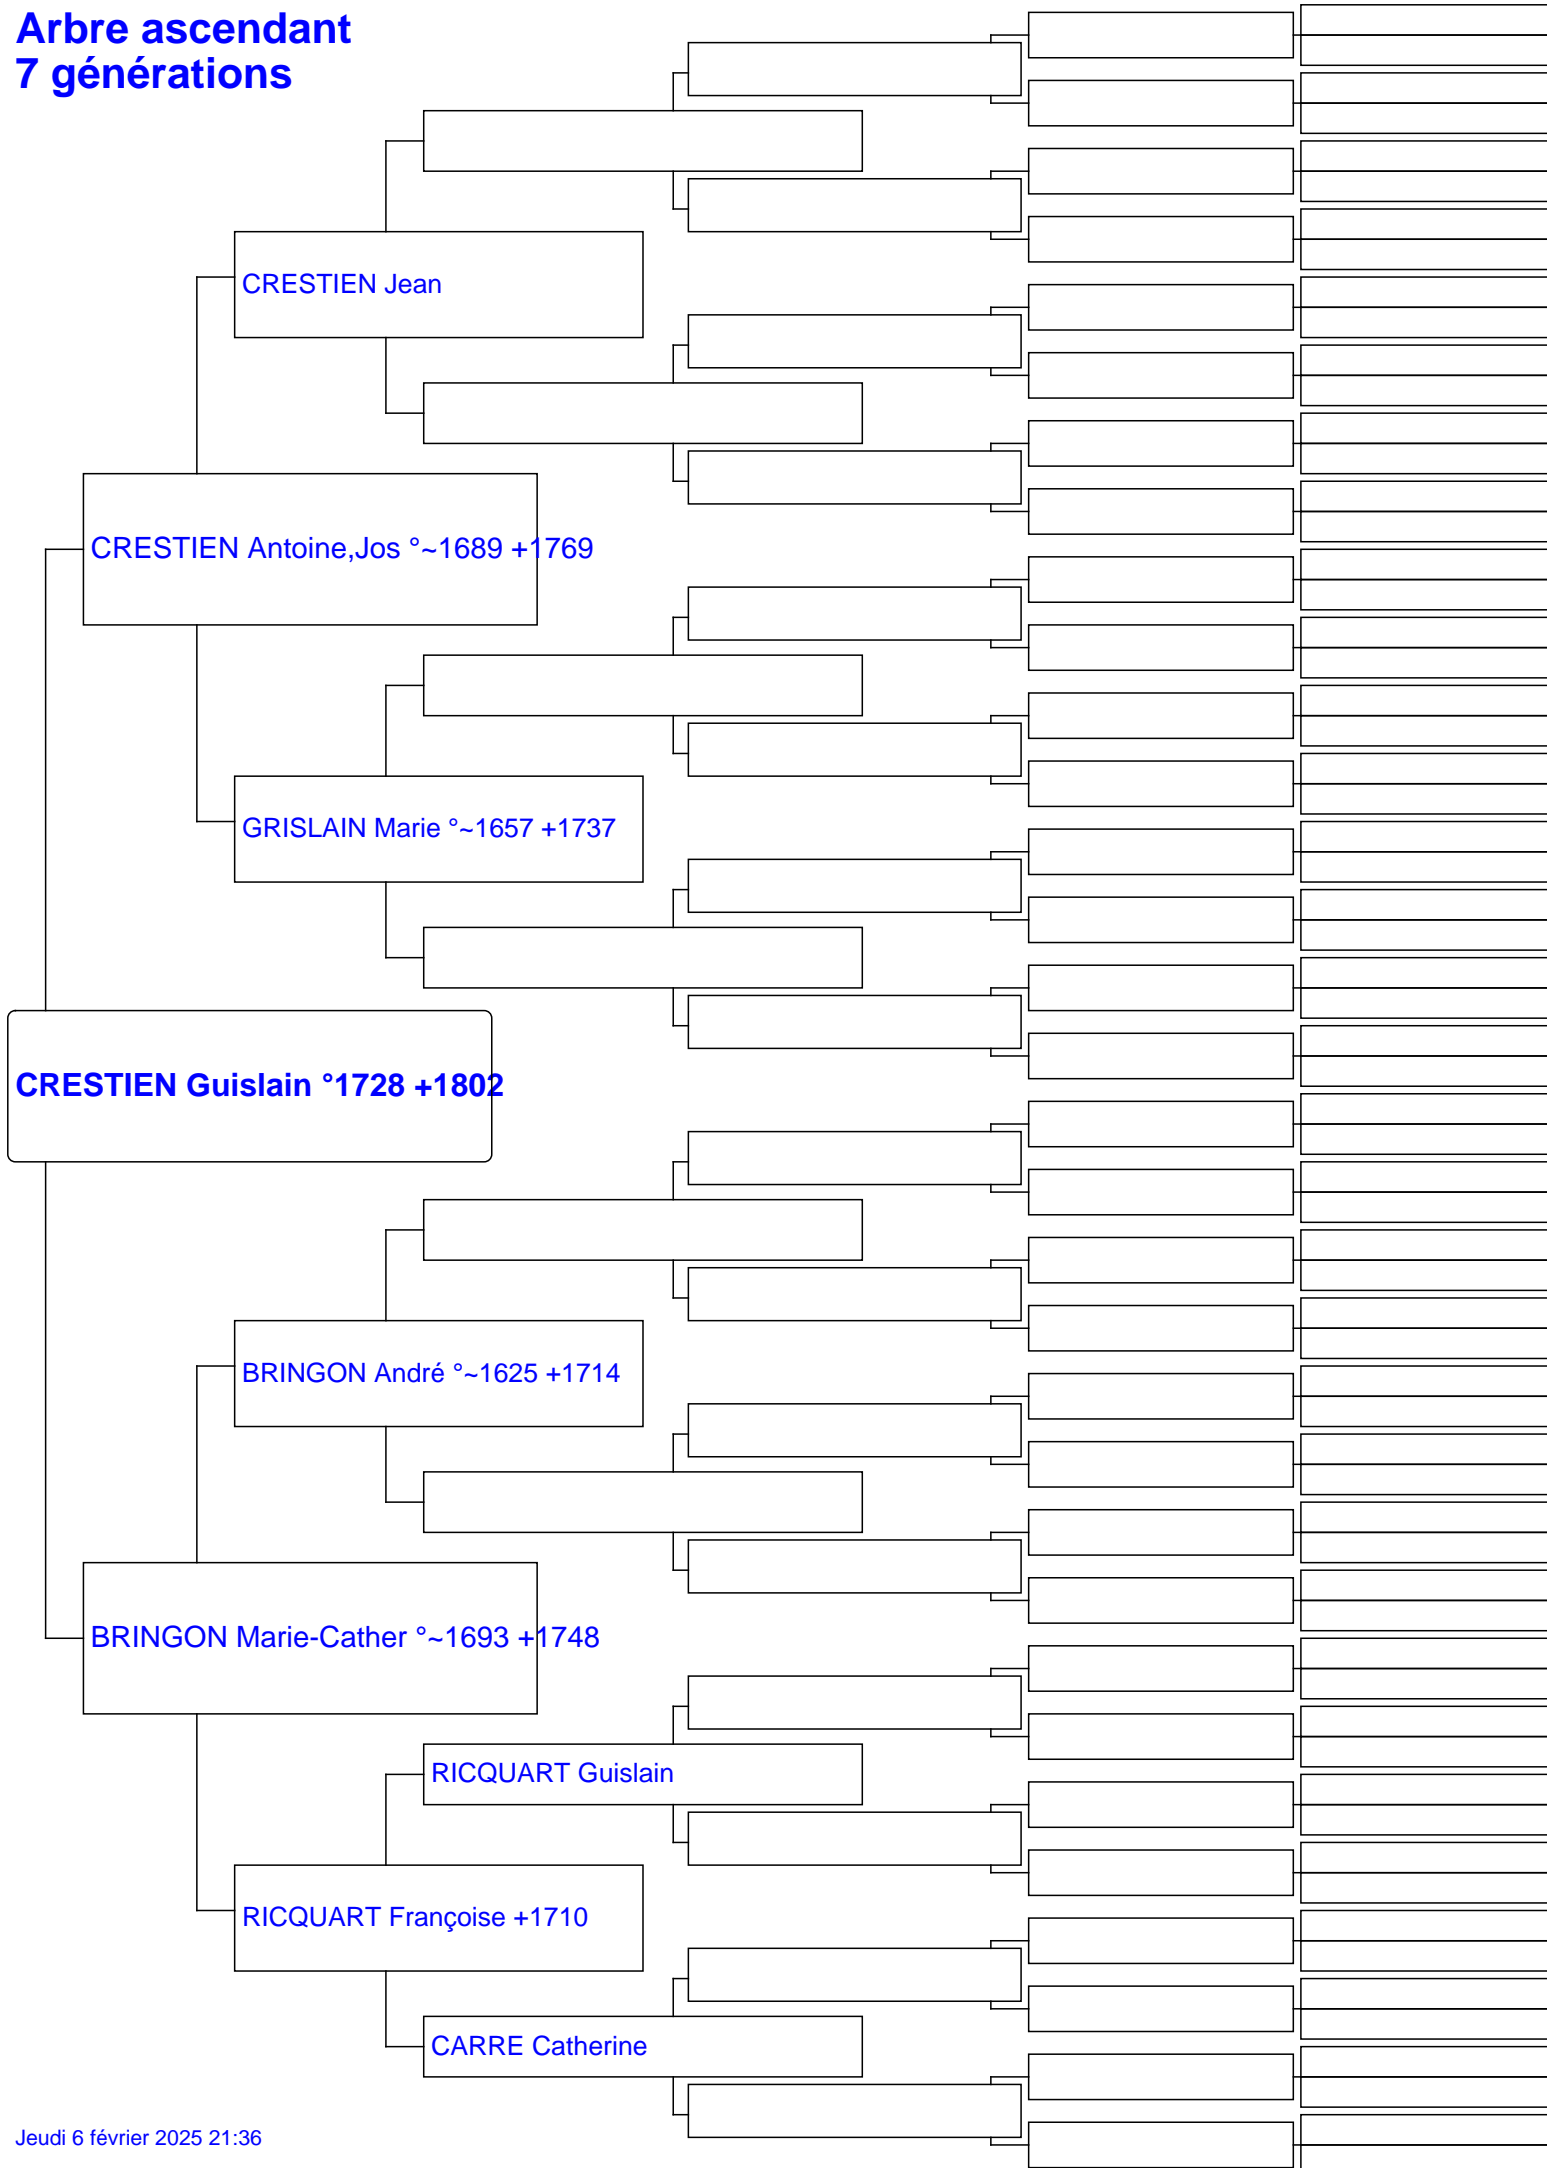 Arbre ascendant
7 générations
CRESTIEN Jean
CRESTIEN Antoine,Jos °~1689 +1769
GRISLAIN Marie °~1657 +1737
CRESTIEN Guislain °1728 +1802
BRINGON André °~1625 +1714
BRINGON Marie-Cather °~1693 +1748
RICQUART Guislain
RICQUART Françoise +1710
CARRE Catherine
Jeudi 6 février 2025 21:36